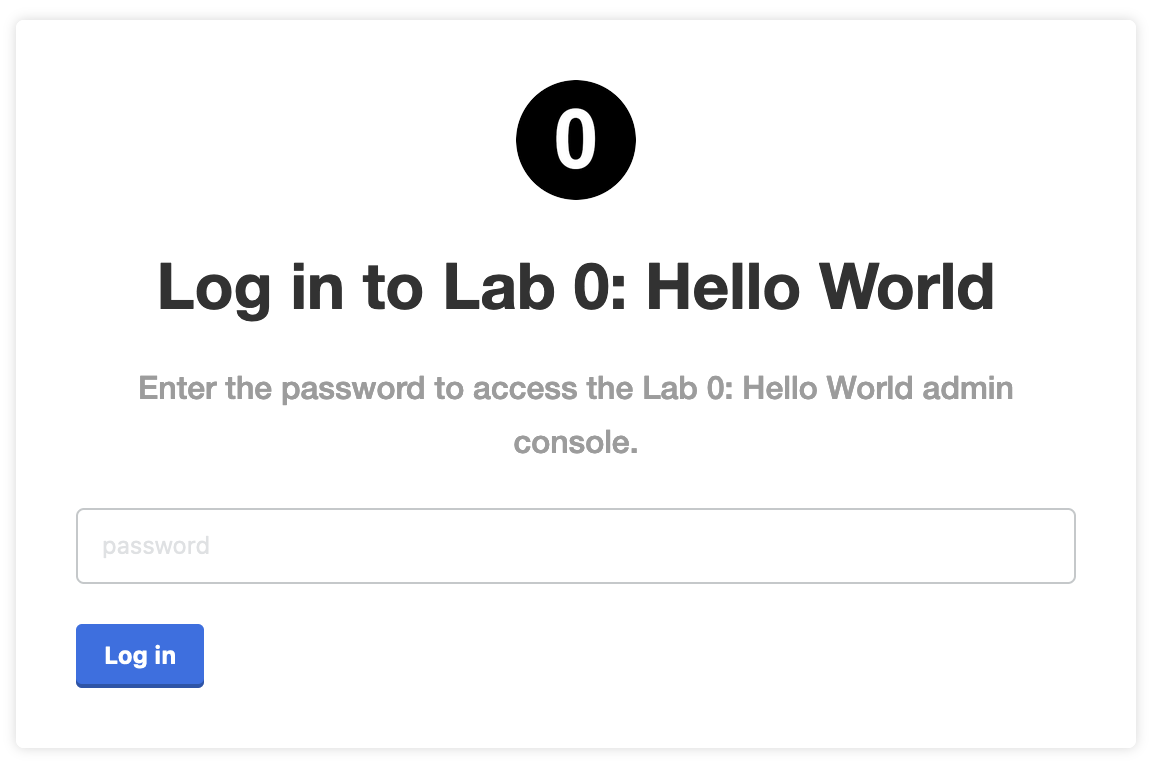 0
Log in to Lab 0: Hello World
Enter the password to access the Lab 0: Hello World admin
console.
password
Log in